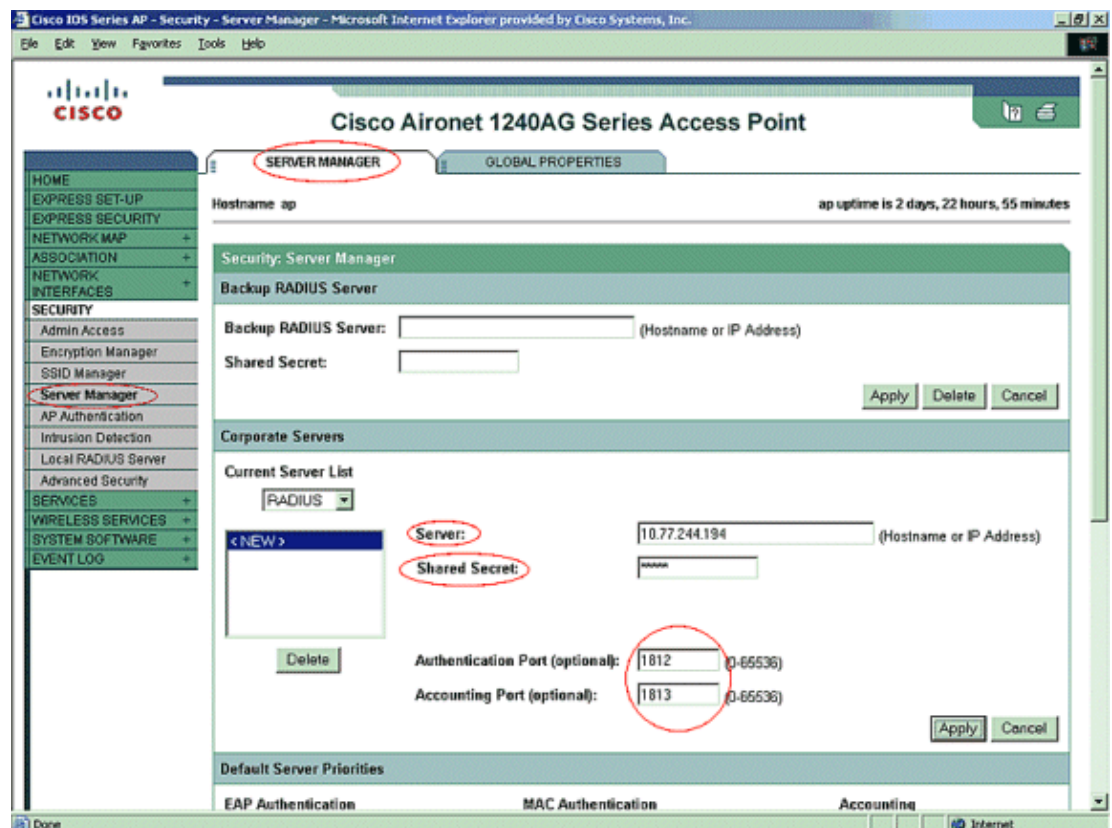 Cisco IOS Series AP - Security - Server Manager - Microsoft Internet Explorer provided by Cisco Systems, Inc.
File Edit View Favorites Tools Help
CISCO
Cisco Aironet 1240AG Series Access Point
SERVER MANAGER
GLOBAL PROPERTIES
HOME
EXPRESS SET-UP
EXPRESS SECURITY
NETWORK MAP +
ASSOCIATION +
NETWORK
INTERFACES +
SECURITY
Admin Access
Encryption Manager
SSID Manager
Server Manager
AP Authentication
Intrusion Detection
Local RADIUS Server
Advanced Security
SERVICES +
WIRELESS SERVICES +
SYSTEM SOFTWARE +
EVENT LOG +
Hostname ap
ap uptime is 2 days, 22 hours, 55 minutes
Security: Server Manager
Backup RADIUS Server
Backup RADIUS Server: (Hostname or IP Address)
Shared Secret:
Apply Delete Cancel
Corporate Servers
Current Server List
RADIUS
< NEW >
Delete
Server: 10.77.244.194 (Hostname or IP Address)
Shared Secret: *****
Authentication Port (optional): 1812 (0-65536)
Accounting Port (optional): 1813 (0-65536)
Apply Cancel
Default Server Priorities
EAP Authentication MAC Authentication Accounting
Done
Internet